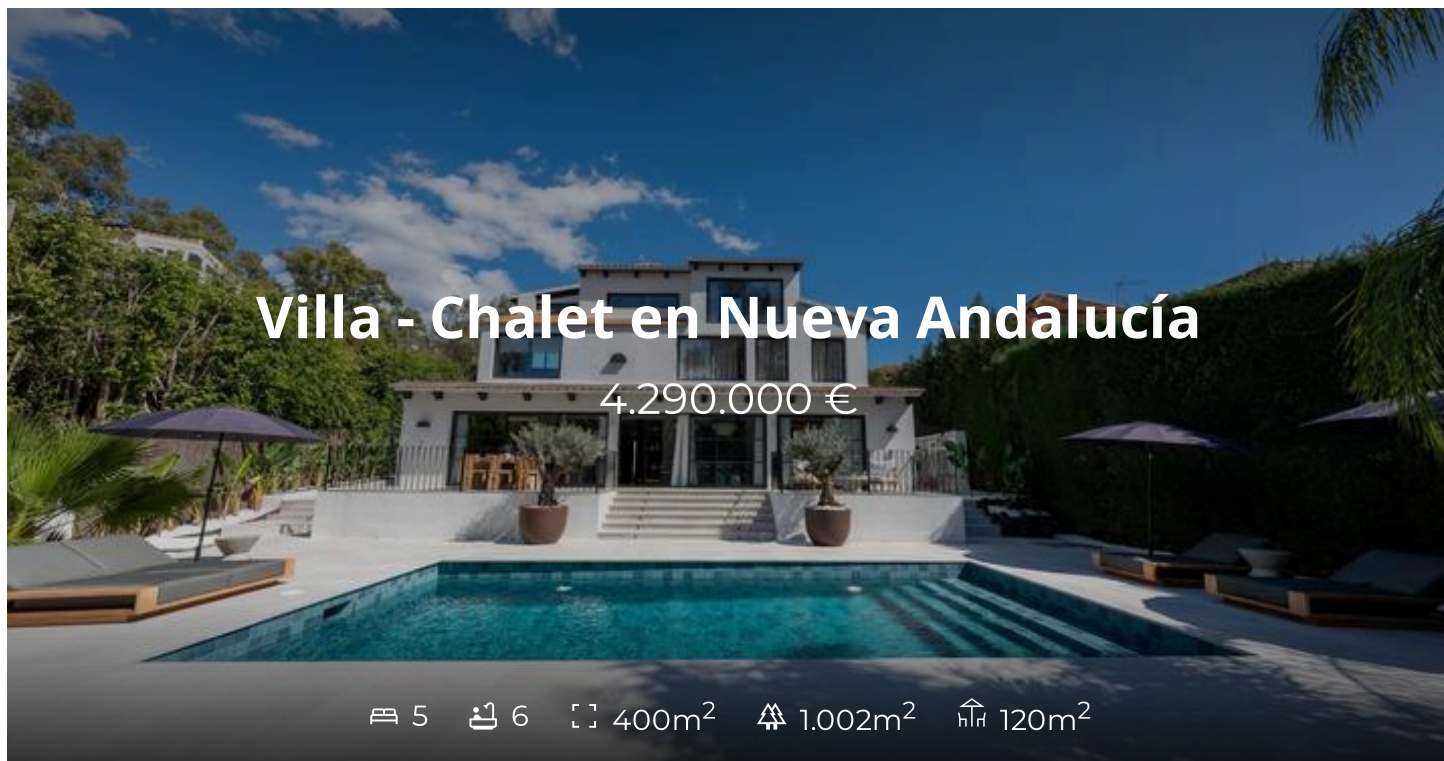 Villa - Chalet en Nueva Andalucía
4.290.000 €
5 6 400m² 1.002m² 120m²